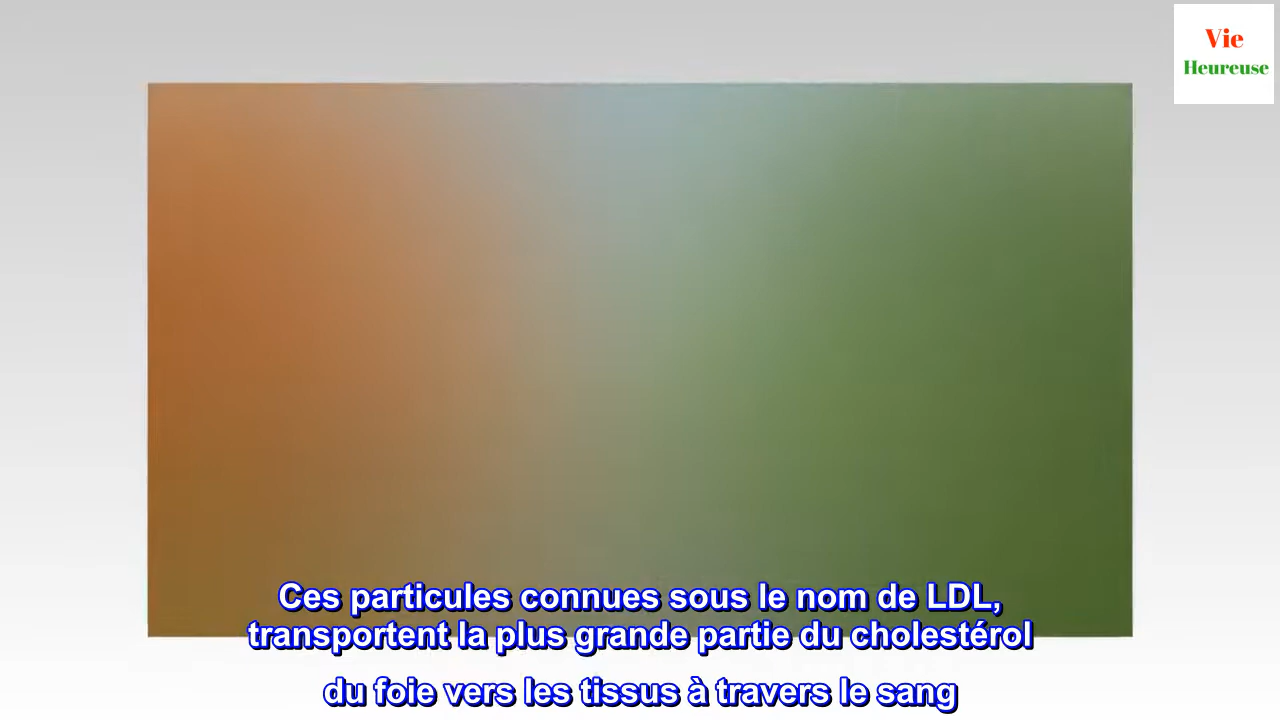 Vie
Heureuse
Ces particules connues sous le nom de LDL,
transportent la plus grande partie du cholestérol
du foie vers les tissus à travers le sang